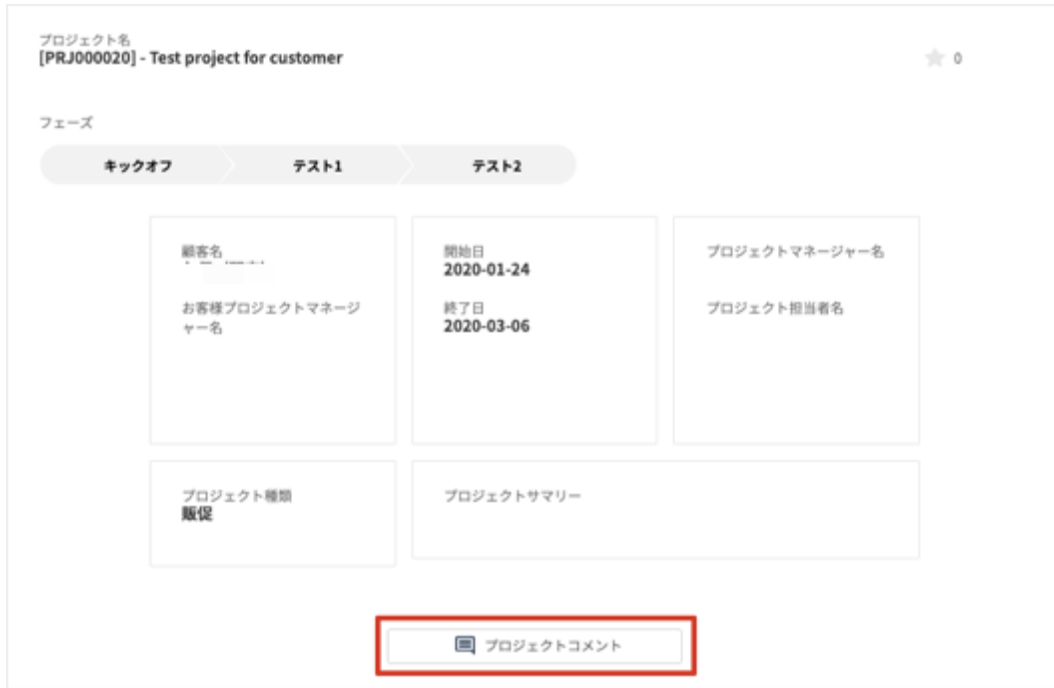 プロジェクト名
[PRJ000020] - Test project for customer
0
フェーズ
キックオフ
テスト1
テスト2
顧客名
お客様プロジェクトマネージ
ャー名
開始日
2020-01-24
終了日
2020-03-06
プロジェクトマネージャー名
プロジェクト担当者名
プロジェクト種類
販促
プロジェクトサマリー
プロジェクトコメント